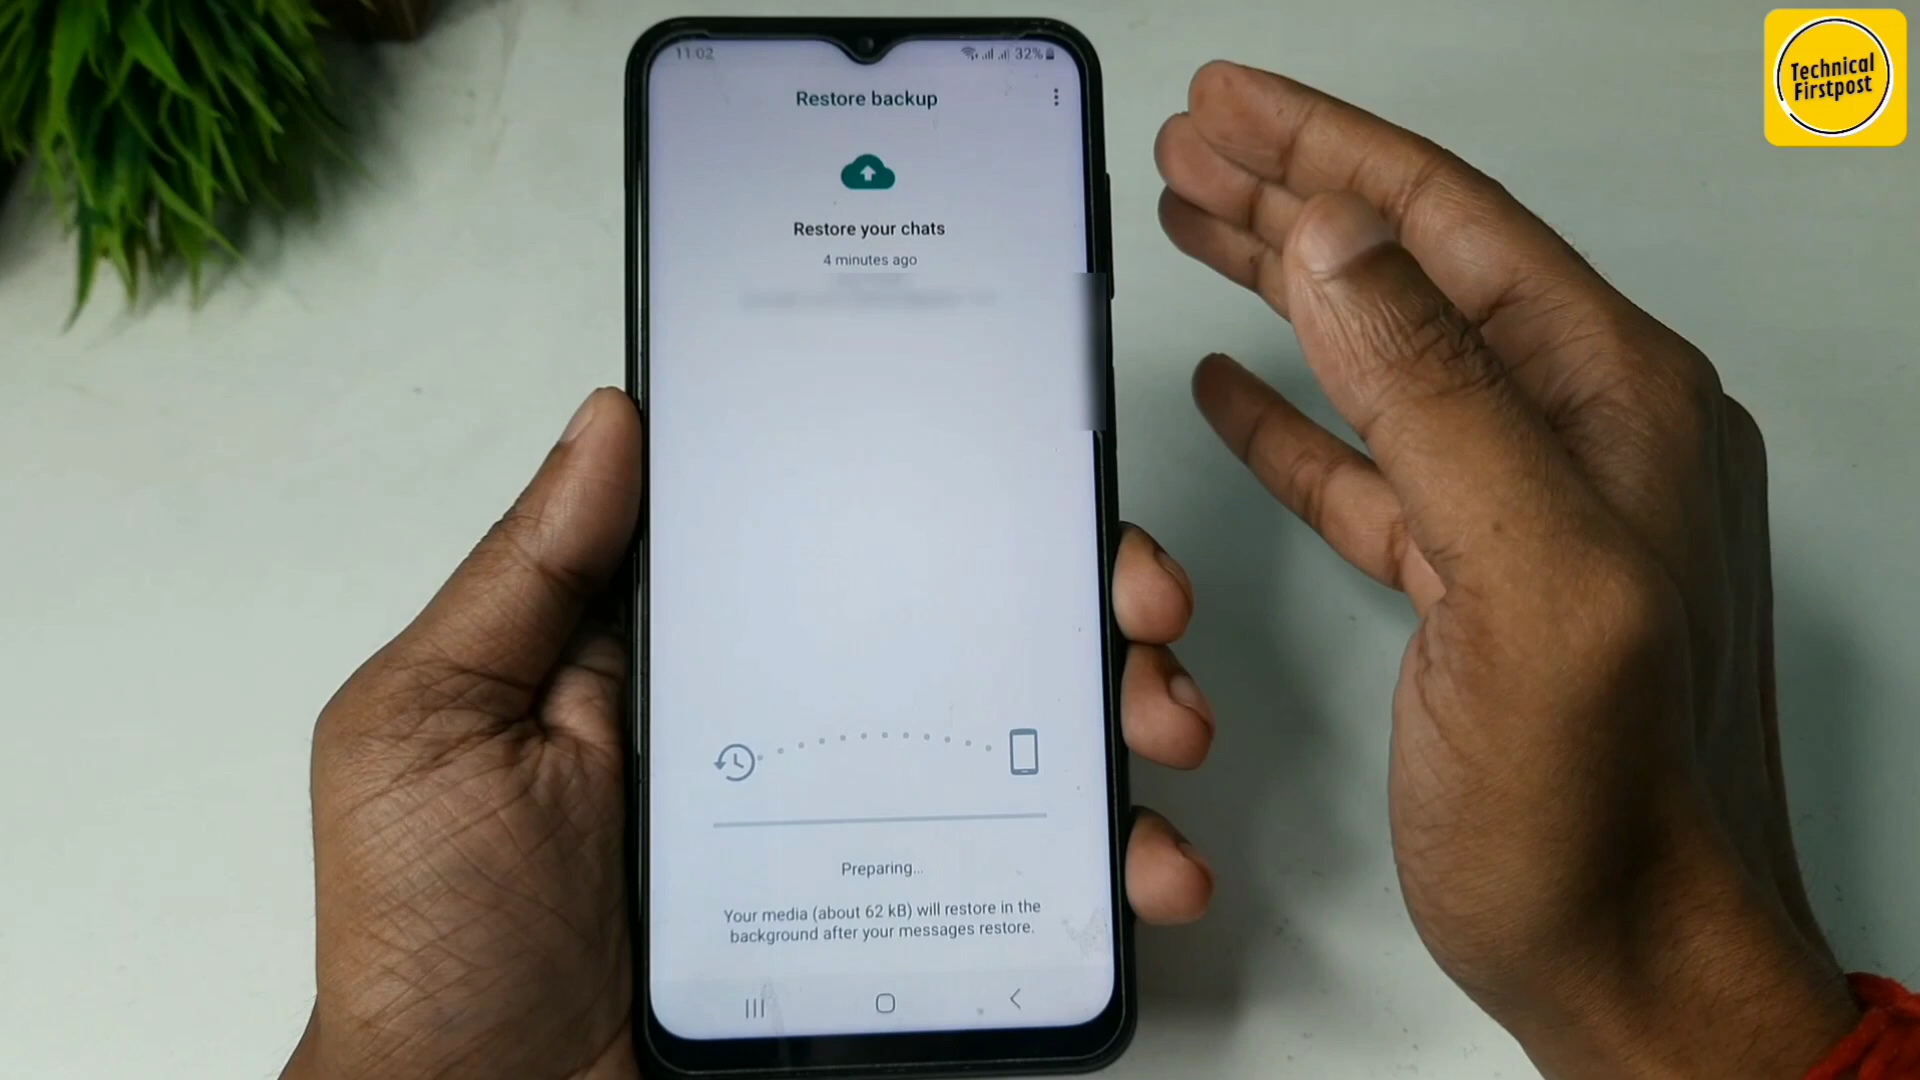 Technical
Firstpost
11:02
32%
Restore backup
Restore your chats
4 minutes ago
Preparing...
Your media (about 62 kB) will restore in the
background after your messages restore.